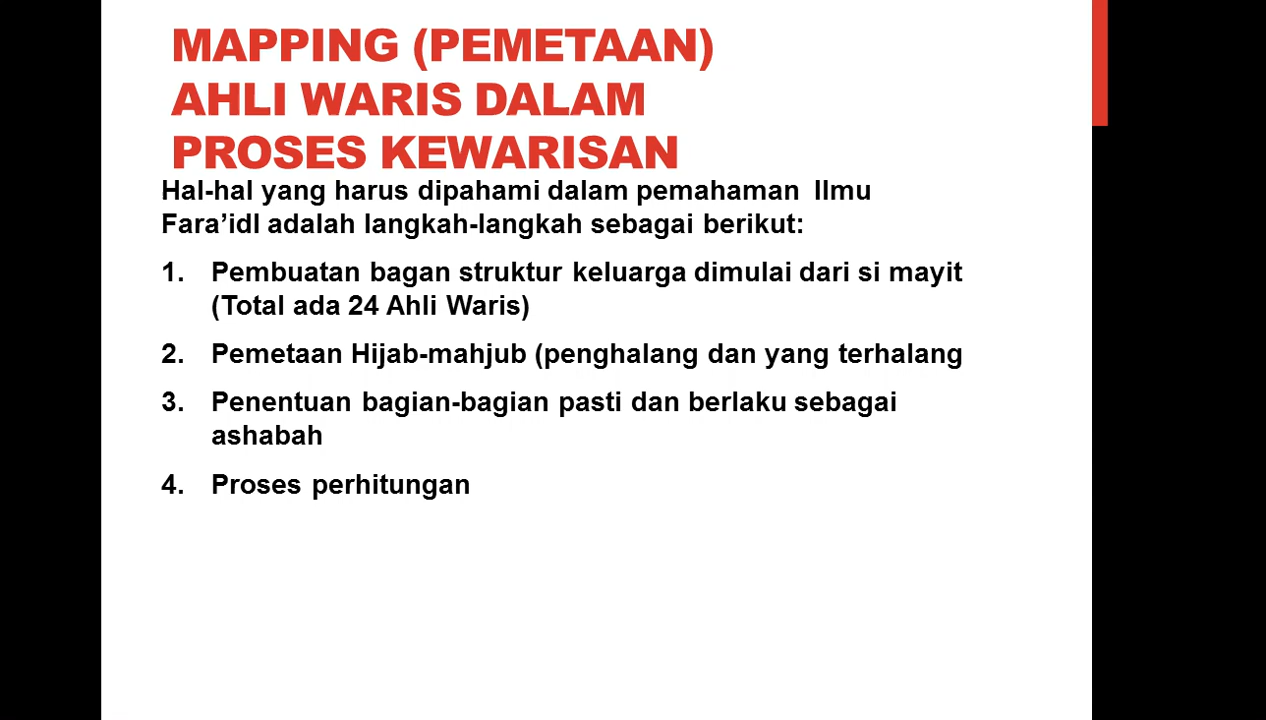 MAPPING (PEMETAAN)
AHLI WARIS DALAM
PROSES KEWARISAN
Hal-hal yang harus dipahami dalam pemahaman Ilmu
Fara’idl adalah langkah-langkah sebagai berikut:
1. Pembuatan bagan struktur keluarga dimulai dari si mayit
(Total ada 24 Ahli Waris)
2. Pemetaan Hijab-mahjub (penghalang dan yang terhalang
3. Penentuan bagian-bagian pasti dan berlaku sebagai
ashabah
4. Proses perhitungan